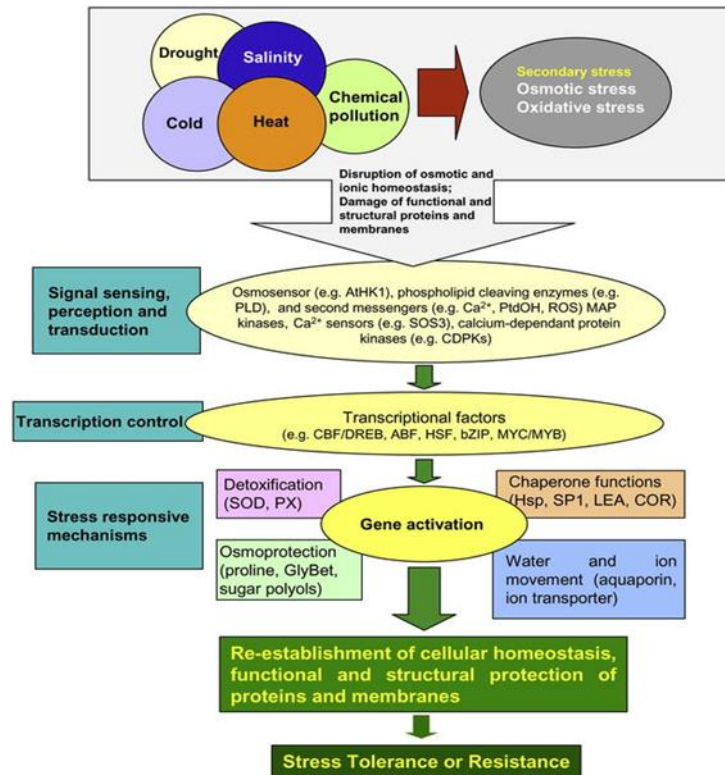 Drought
Salinity
Cold
Heat
Chemical
pollution
Secondary stress
Osmotic stress
Oxidative stress
Disruption of osmotic and
ionic homeostasis;
Damage of functional and
structural proteins and
membranes
Signal sensing,
perception and
transduction
Osmosensor (e.g. AtHK1), phospholipid cleaving enzymes (e.g.
PLD), and second messengers (e.g. Ca²⁺, PtdOH, ROS) MAP
kinases, Ca²⁺ sensors (e.g. SOS3), calcium-dependant protein
kinases (e.g. CDPKs)
Transcription control
Transcriptional factors
(e.g. CBF/DREB, ABF, HSF, bZIP, MYC/MYB)
Stress responsive
mechanisms
Detoxification
(SOD, PX)
Chaperone functions
(Hsp, SP1, LEA, COR)
Gene activation
Osmoprotection
(proline, GlyBet,
sugar polyols)
Water and ion
movement (aquaporin,
ion transporter)
Re-establishment of cellular homeostasis,
functional and structural protection of
proteins and membranes
Stress Tolerance or Resistance